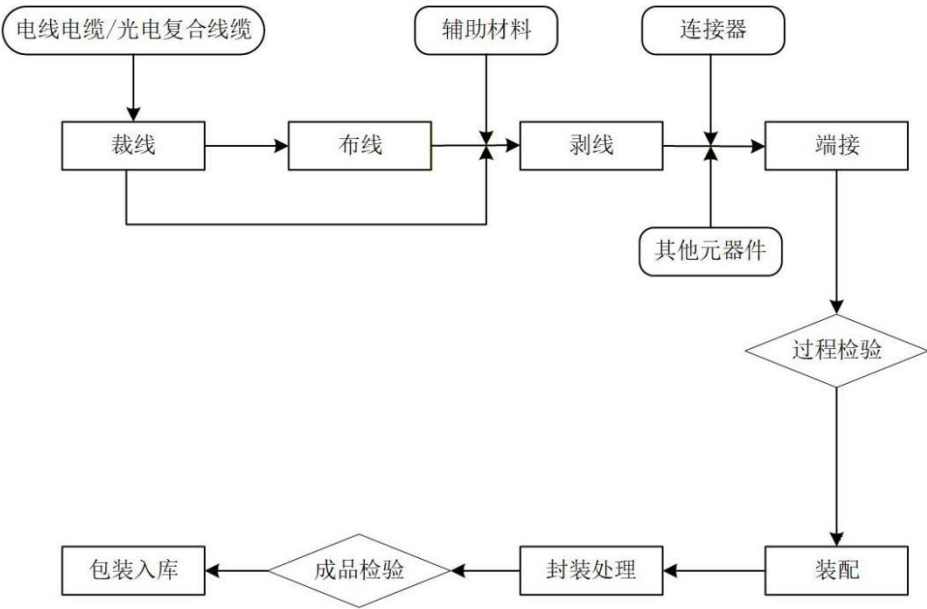 电线电缆/光电复合线缆
辅助材料
连接器
裁线
布线
剥线
端接
其他元器件
过程检验
包装入库
成品检验
封装处理
装配